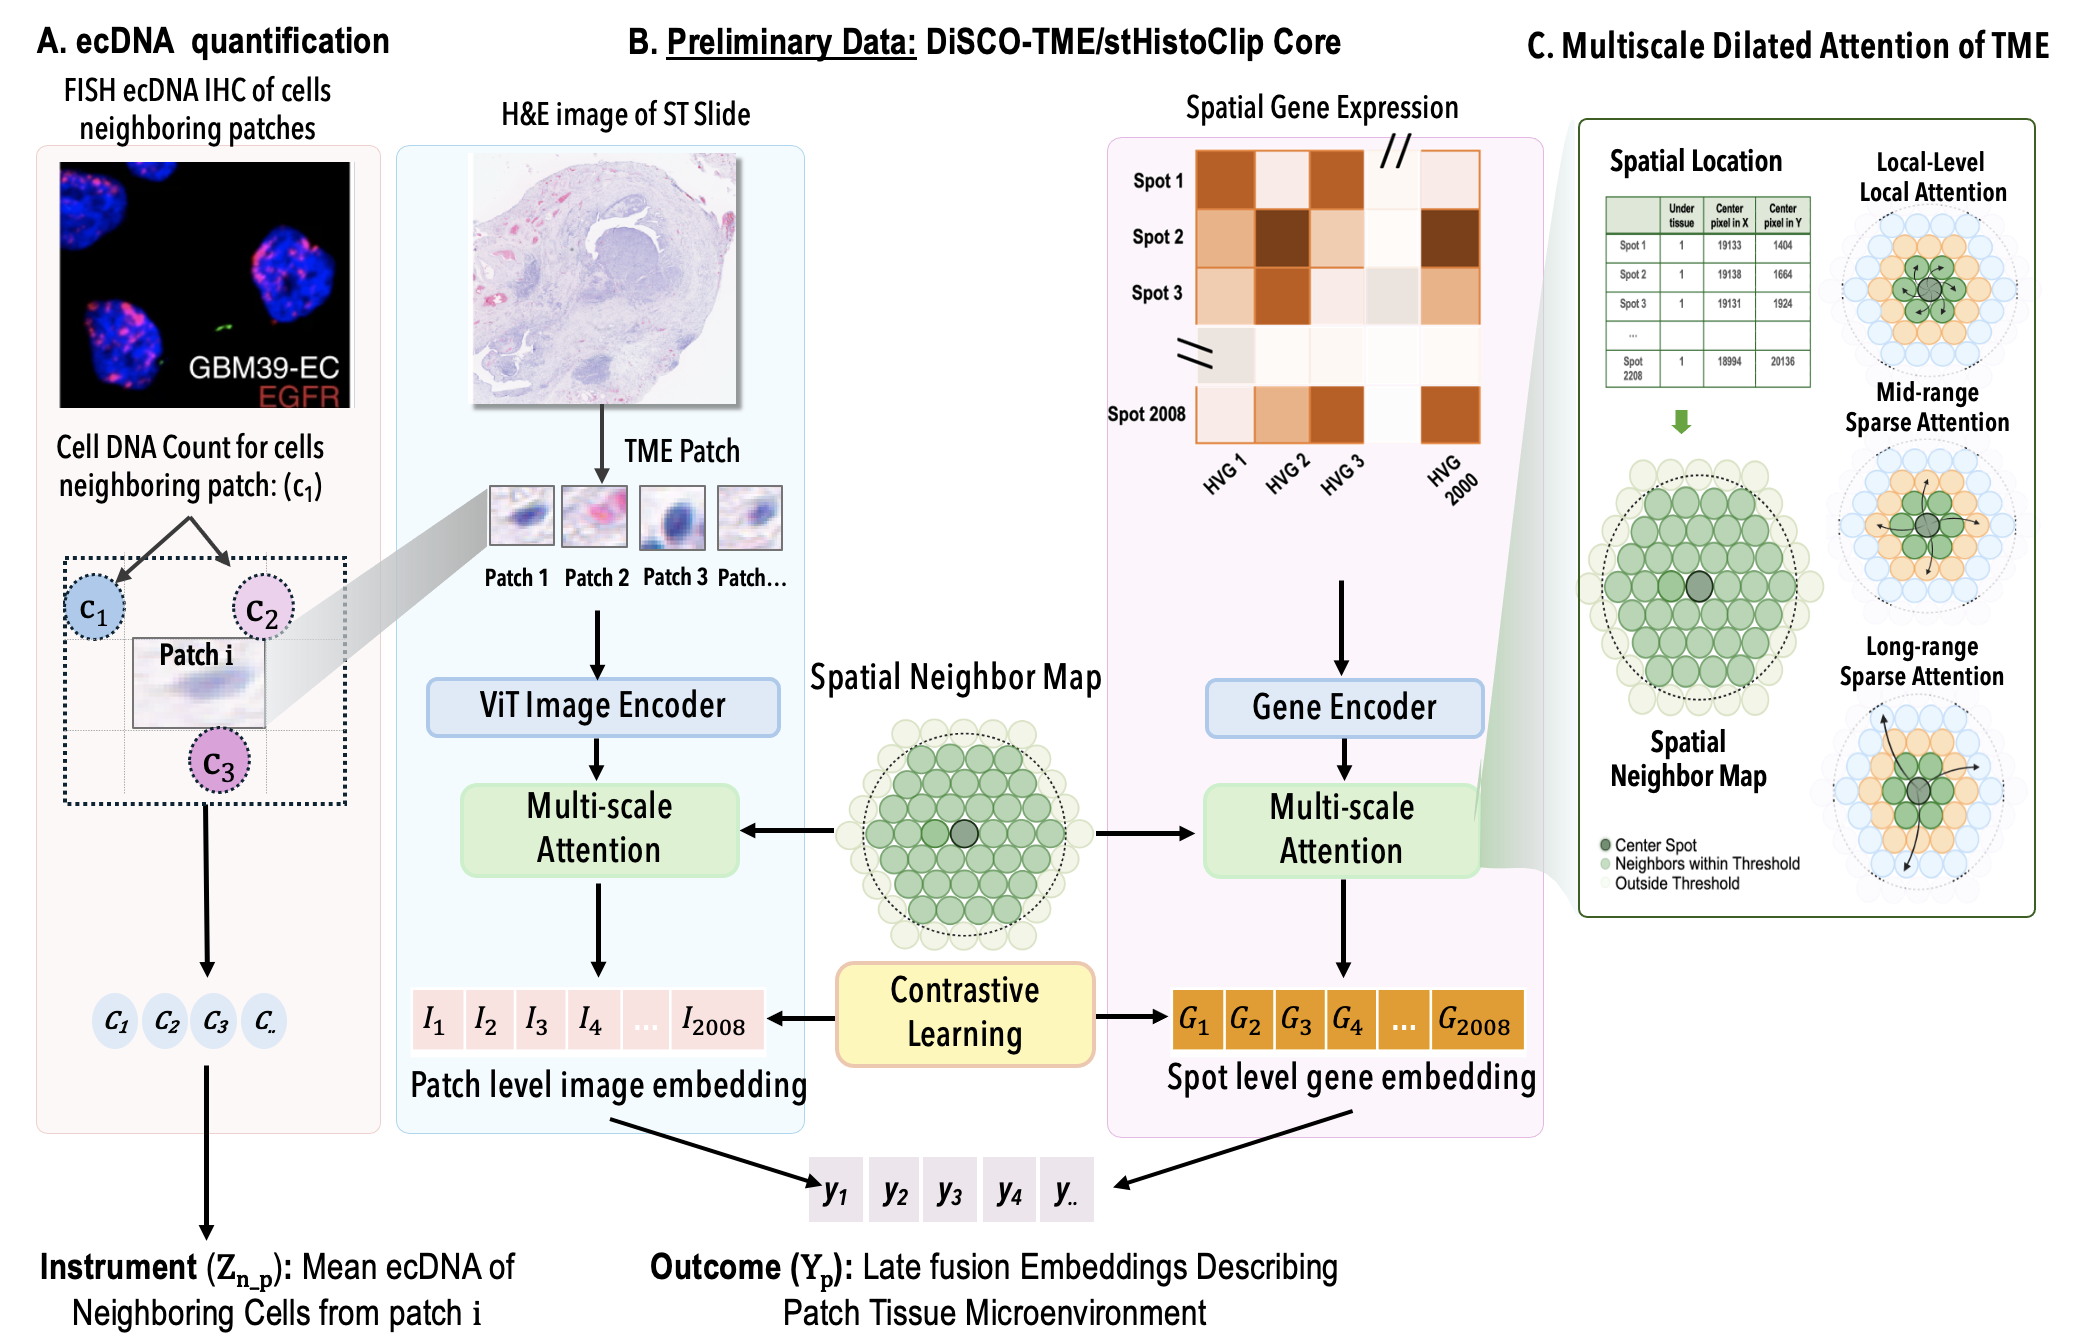 A. ecDNA quantification
FISH ecDNA IHC of cells
neighboring patches
GBM39-EC
EGFR
Cell DNA Count for cells
neighboring patch: (c₁)
c₁
c₂
Patch i
c₃
C₁ C₂ C₃ C..
Instrument (Zₙ_ₚ): Mean ecDNA of
Neighboring Cells from patch i
B. Preliminary Data: DiSCO-TME/stHistoClip Core
H&E image of ST Slide
TME Patch
Patch 1 Patch 2 Patch 3 Patch...
ViT Image Encoder
Multi-scale
Attention
I₁ I₂ I₃ I₄ ... I₂₀₀₈
Patch level image embedding
Spatial Neighbor Map
Contrastive
Learning
Spatial Gene Expression
Spot 1
Spot 2
Spot 3
Spot 2008
HVG 1 HVG 2 HVG 3 HVG
2000
Gene Encoder
Multi-scale
Attention
G₁ G₂ G₃ G₄ ... G₂₀₀₈
Spot level gene embedding
y₁ y₂ y₃ y₄ y..
Outcome (Yₚ): Late fusion Embeddings Describing
Patch Tissue Microenvironment
C. Multiscale Dilated Attention of TME
Spatial Location
Under Center Center
tissue pixel in X pixel in Y
Spot 1 1 19133 1404
Spot 2 1 19138 1664
Spot 3 1 19131 1924
...
Spot 1 18994 20136
2208
Spatial
Neighbor Map
Center Spot
Neighbors within Threshold
Outside Threshold
Local-Level
Local Attention
Mid-range
Sparse Attention
Long-range
Sparse Attention